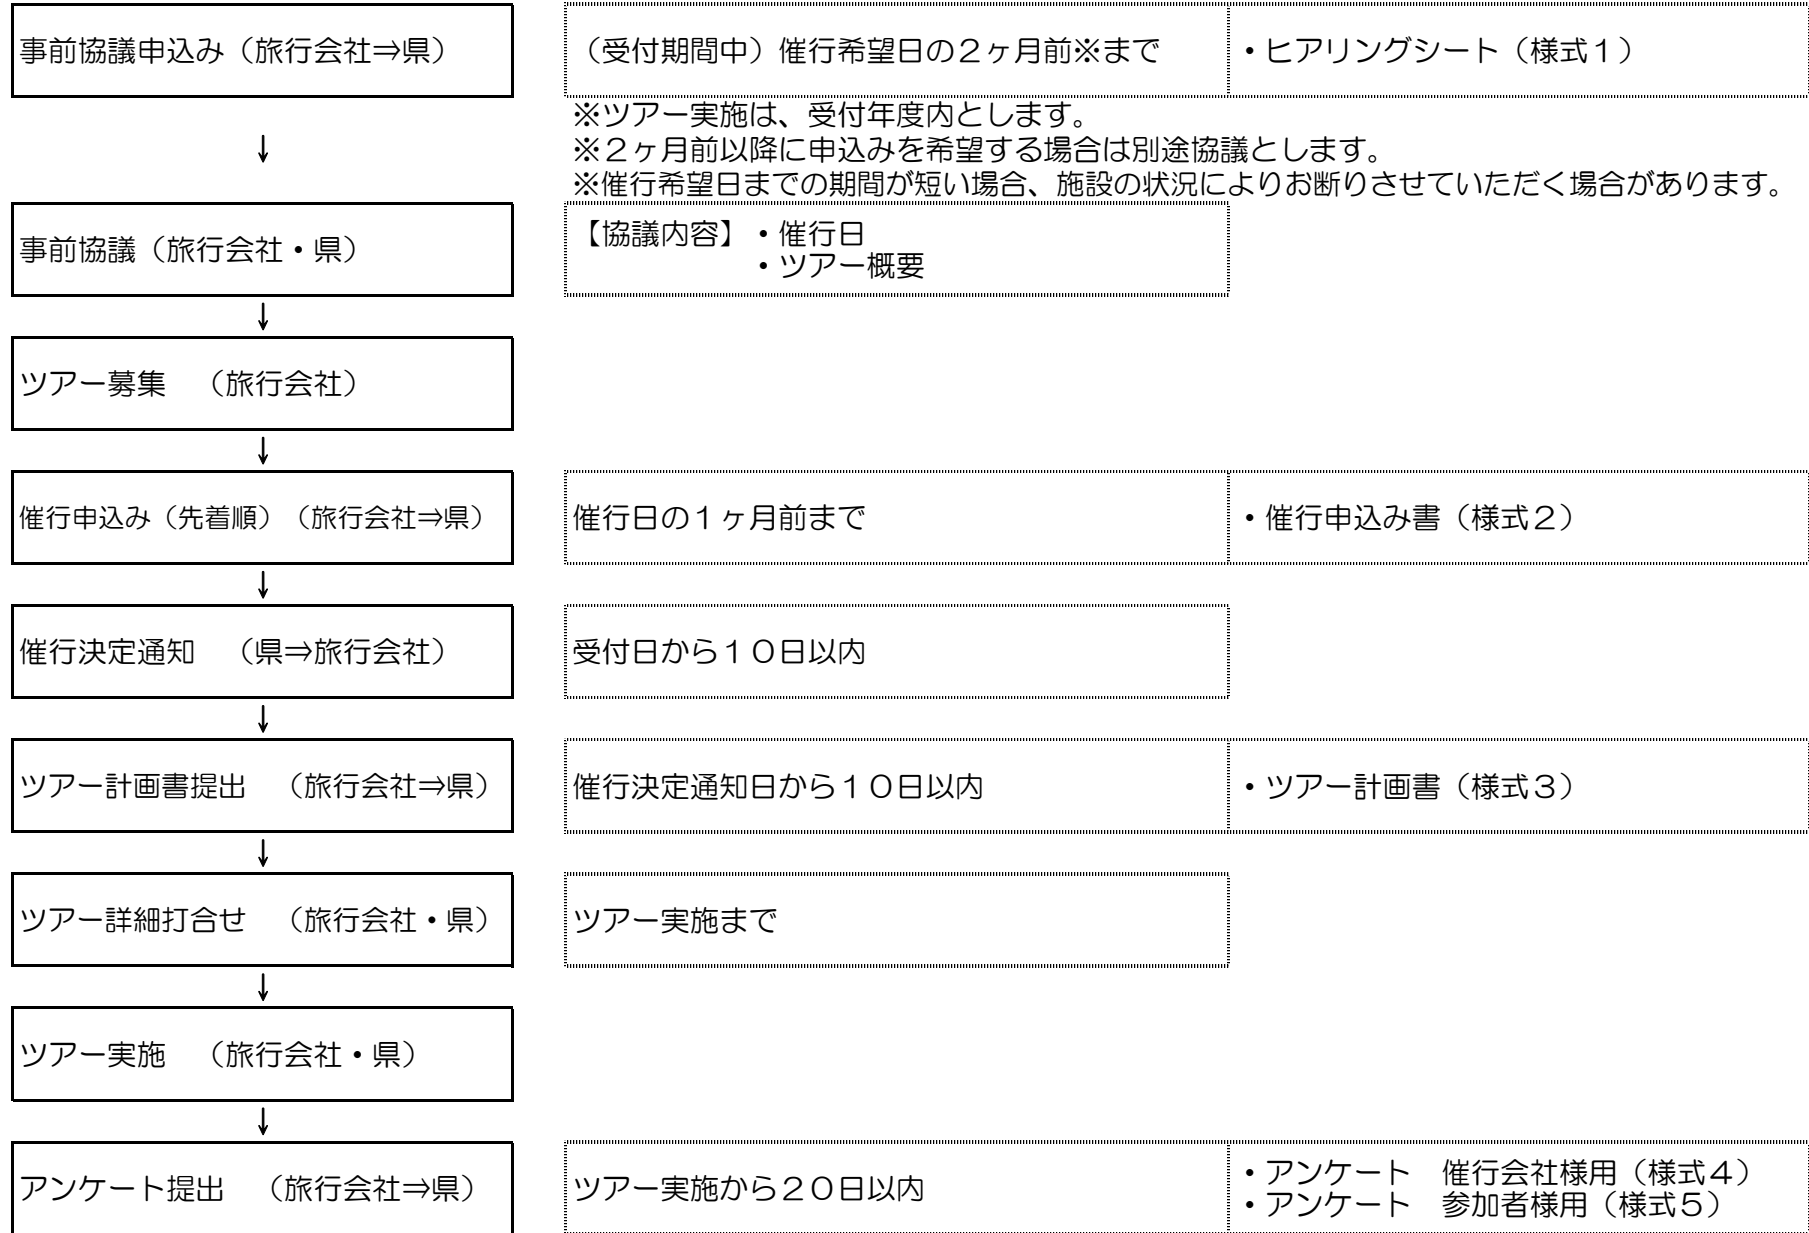 事前協議申込み（旅行会社⇒県）
（受付期間中）催行希望日の２ヶ月前※まで
・ヒアリングシート（様式１）
※ツアー実施は、受付年度内とします。
↓
※２ヶ月前以降に申込みを希望する場合は別途協議とします。
※催行希望日までの期間が短い場合、施設の状況によりお断りさせていただく場合があります。
事前協議（旅行会社・県）
【協議内容】・催行日
・ツアー概要
↓
ツアー募集　（旅行会社）
↓
催行申込み（先着順）（旅行会社⇒県）
催行日の１ヶ月前まで
・催行申込み書（様式２）
↓
催行決定通知　（県⇒旅行会社）
受付日から１０日以内
↓
ツアー計画書提出　（旅行会社⇒県）
催行決定通知日から１０日以内
・ツアー計画書（様式３）
↓
ツアー詳細打合せ　（旅行会社・県）
ツアー実施まで
↓
ツアー実施　（旅行会社・県）
↓
アンケート提出　（旅行会社⇒県）
ツアー実施から２０日以内
・アンケート　催行会社様用（様式４）
・アンケート　参加者様用（様式５）